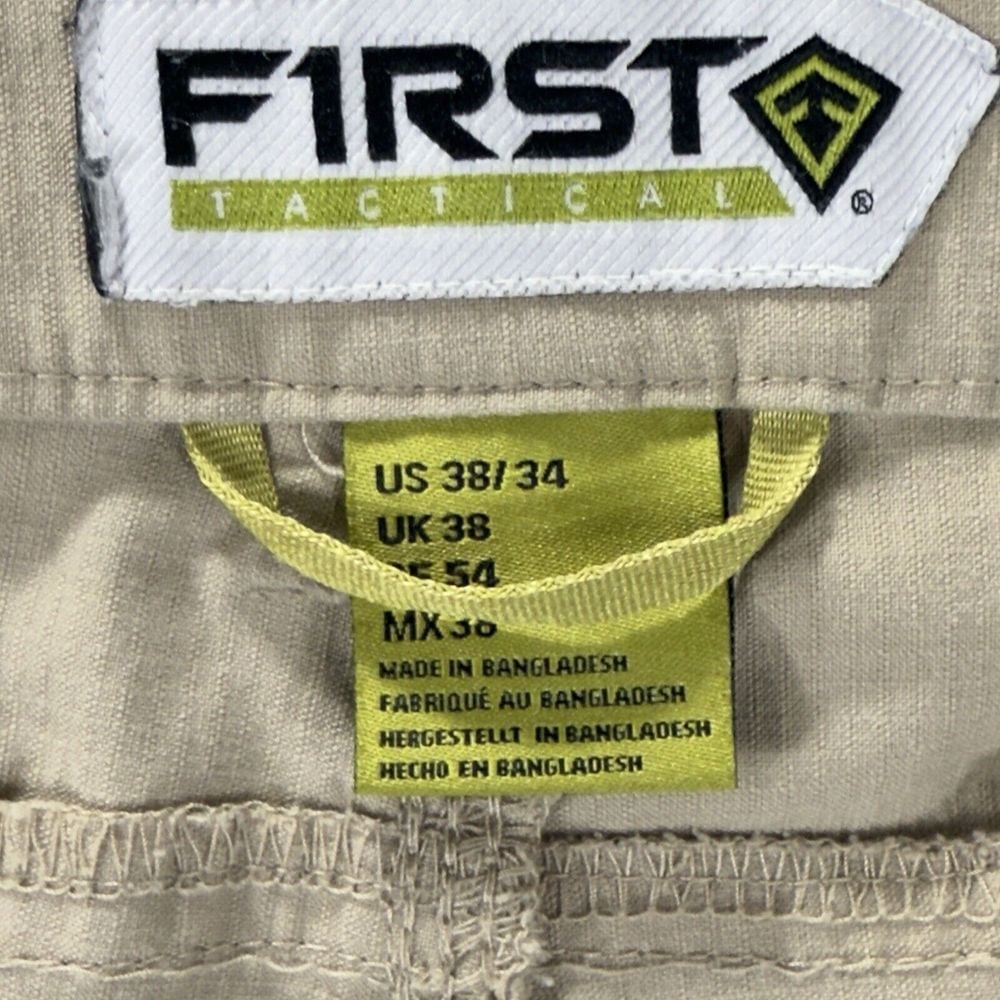 F1RST
TACTICAL
®
US 38/34
UK 38
54
MX 38
MADE IN BANGLADESH
FABRIQUÉ AU BANGLADESH
HERGESTELLT IN BANGLADESH
HECHO EN BANGLADESH